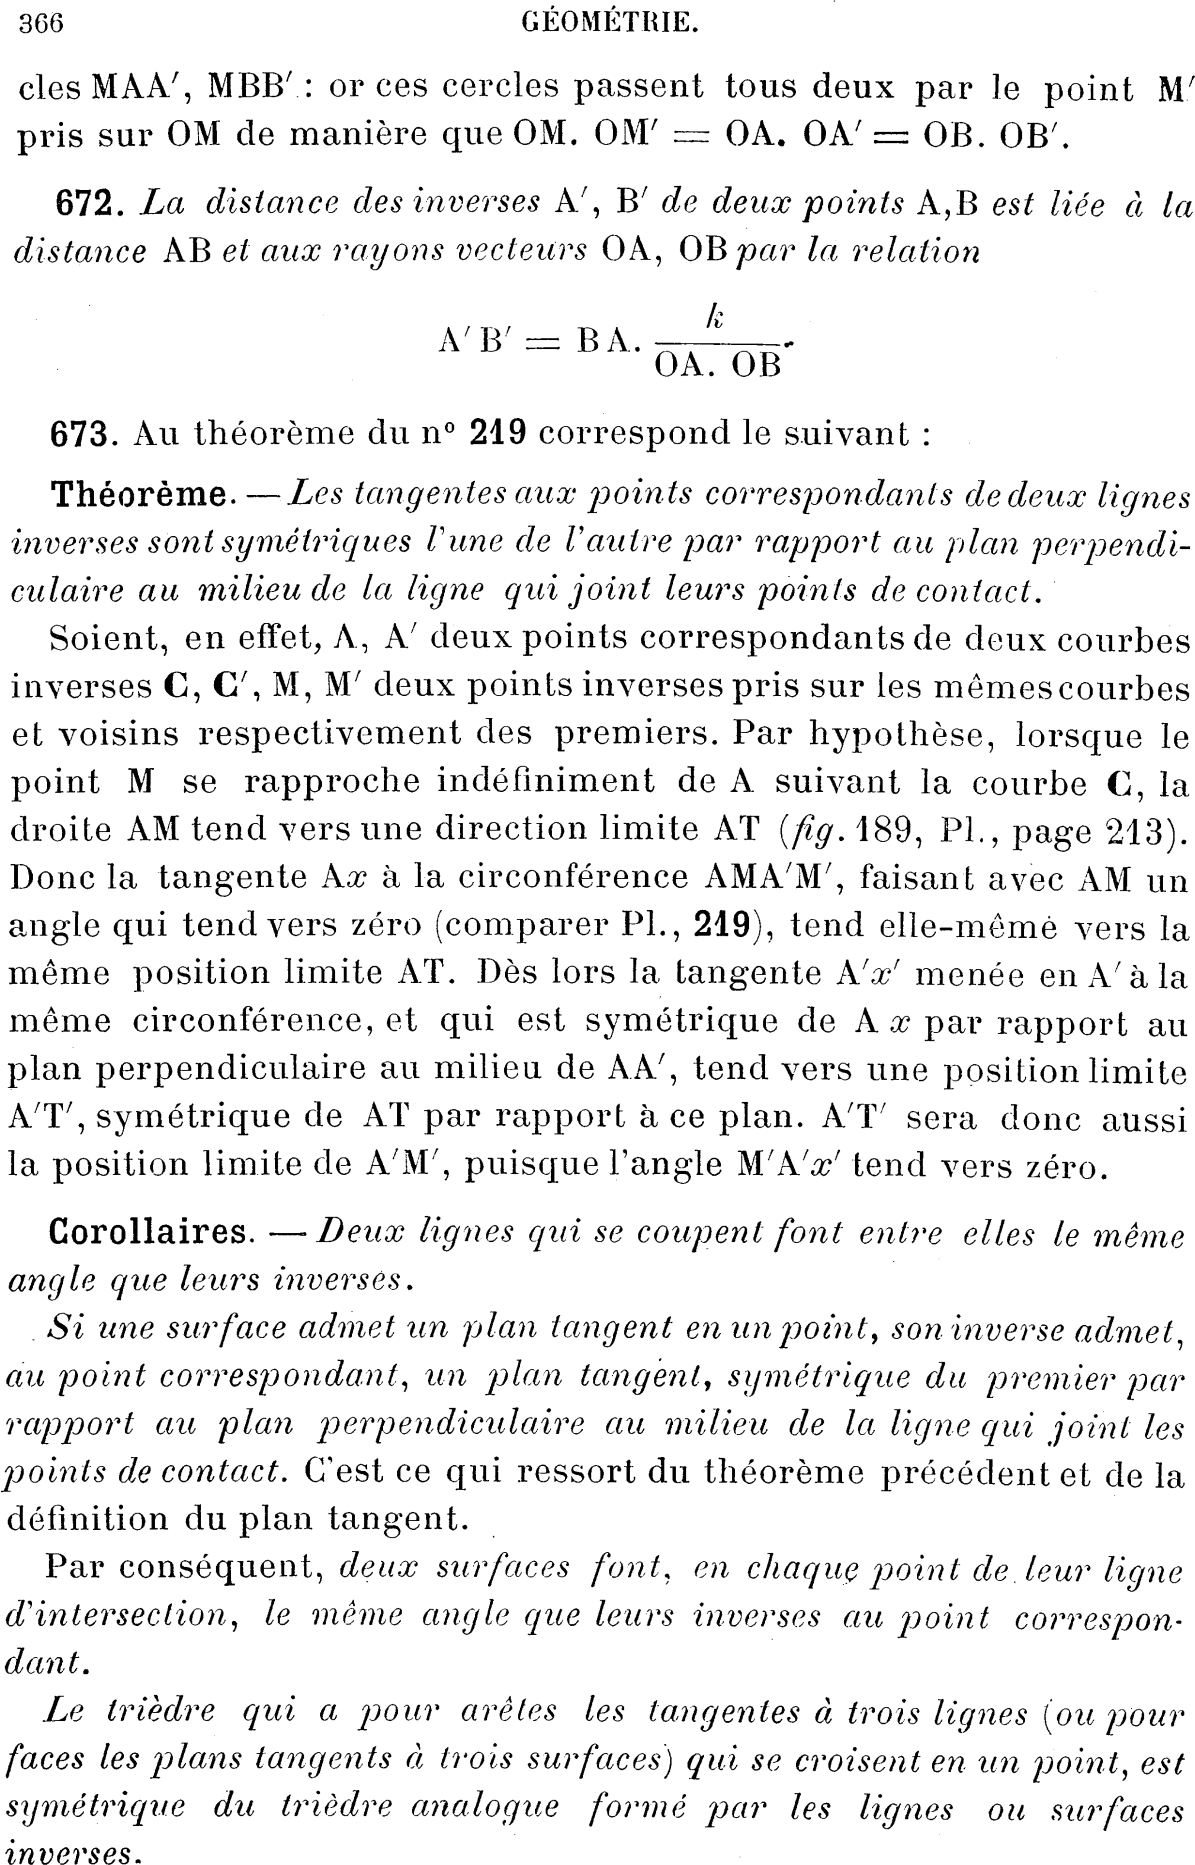 366 GÉOMÉTRIE.
cles MAA′, MBB′ : or ces cercles passent tous deux par le point M′
pris sur OM de manière que OM. OM′ = OA. OA′ = OB. OB′.
672. La distance des inverses A′, B′ de deux points A,B est liée à la
distance AB et aux rayons vecteurs OA, OB par la relation
A′B′ = BA. k / OA. OB.
673. Au théorème du n° 219 correspond le suivant :
Théorème. — Les tangentes aux points correspondants de deux lignes
inverses sont symétriques l'une de l'autre par rapport au plan perpendi-
culaire au milieu de la ligne qui joint leurs points de contact.
Soient, en effet, A, A′ deux points correspondants de deux courbes
inverses C, C′, M, M′ deux points inverses pris sur les mêmes courbes
et voisins respectivement des premiers. Par hypothèse, lorsque le
point M se rapproche indéfiniment de A suivant la courbe C, la
droite AM tend vers une direction limite AT (fig. 189, Pl., page 213).
Donc la tangente Ax à la circonférence AMA′M′, faisant avec AM un
angle qui tend vers zéro (comparer Pl., 219), tend elle-même vers la
même position limite AT. Dès lors la tangente A′x′ menée en A′ à la
même circonférence, et qui est symétrique de A x par rapport au
plan perpendiculaire au milieu de AA′, tend vers une position limite
A′T′, symétrique de AT par rapport à ce plan. A′T′ sera donc aussi
la position limite de A′M′, puisque l'angle M′A′x′ tend vers zéro.
Corollaires. — Deux lignes qui se coupent font entre elles le même
angle que leurs inverses.
Si une surface admet un plan tangent en un point, son inverse admet,
au point correspondant, un plan tangent, symétrique du premier par
rapport au plan perpendiculaire au milieu de la ligne qui joint les
points de contact. C'est ce qui ressort du théorème précédent et de la
définition du plan tangent.
Par conséquent, deux surfaces font, en chaque point de leur ligne
d'intersection, le même angle que leurs inverses au point correspon-
dant.
Le trièdre qui a pour arêtes les tangentes à trois lignes (ou pour
faces les plans tangents à trois surfaces) qui se croisent en un point, est
symétrique du trièdre analogue formé par les lignes ou surfaces
inverses.